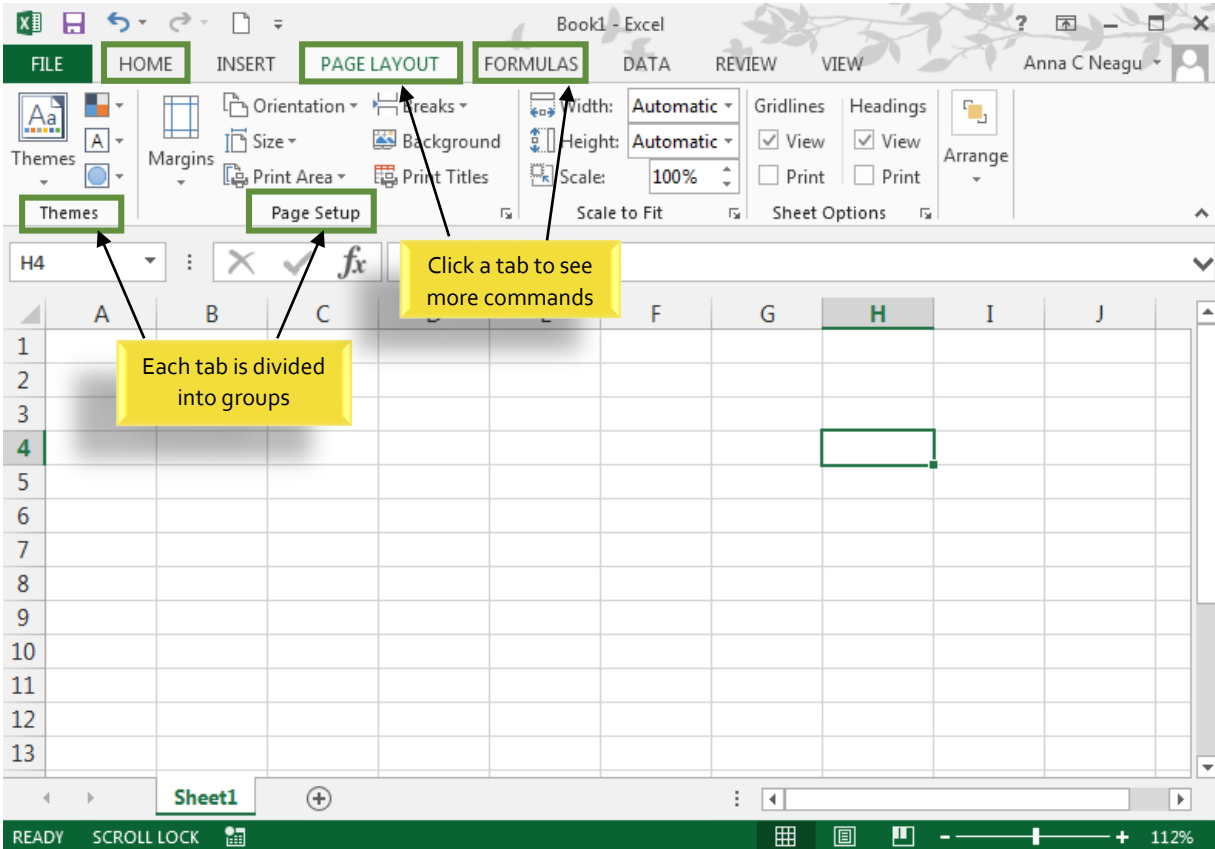 Book1 - Excel
?
FILE HOME INSERT PAGE LAYOUT FORMULAS DATA REVIEW VIEW Anna C Neagu
Aa Orientation Breaks Width: Automatic Gridlines Headings
A Size Background Height: Automatic View View
Themes Margins Print Area Print Titles Scale: 100% Print Print Arrange
Themes Page Setup Scale to Fit Sheet Options
H4 fx
Click a tab to see
more commands
A B C F G H I J
1
Each tab is divided
into groups
2
3
4
5
6
7
8
9
10
11
12
13
Sheet1
READY SCROLL LOCK 112%